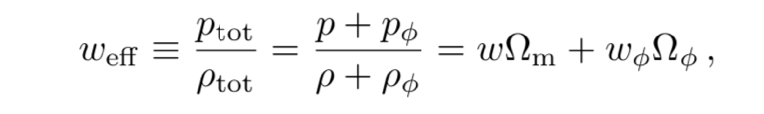 w_eff ≡ p_tot / ρ_tot = (p + p_ϕ) / (ρ + ρ_ϕ) = wΩ_m + w_ϕΩ_ϕ ,